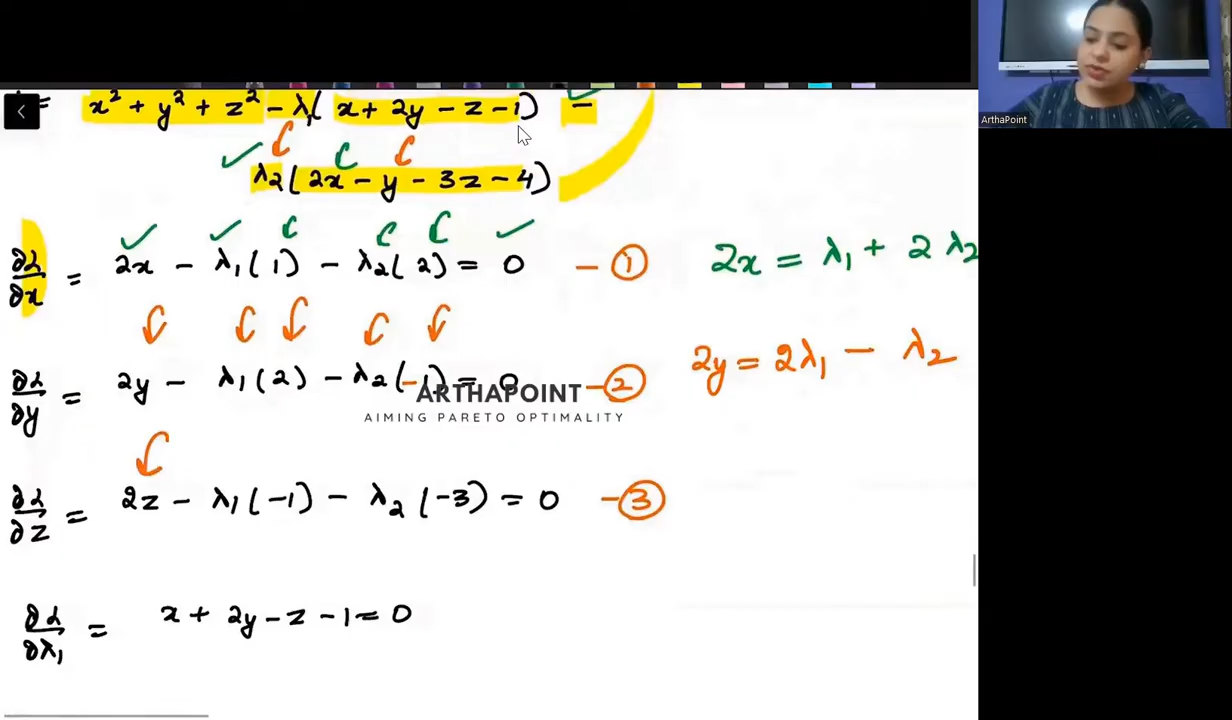 = x² + y² + z² - λ₁( x + 2y - z - 1) -
ArthaPoint
λ₂( 2x - y - 3z - 4)
∂ℒ/∂x = 2x - λ₁(1) - λ₂(2) = 0 - ①
2x = λ₁ + 2λ₂
∂ℒ/∂y = 2y - λ₁(2) - λ₂(-1) = 0 - ②
2y = 2λ₁ - λ₂
ARTHAPOINT
AIMING PARETO OPTIMALITY
∂ℒ/∂z = 2z - λ₁(-1) - λ₂(-3) = 0 - ③
∂ℒ/∂λ₁ = x + 2y - z - 1 = 0